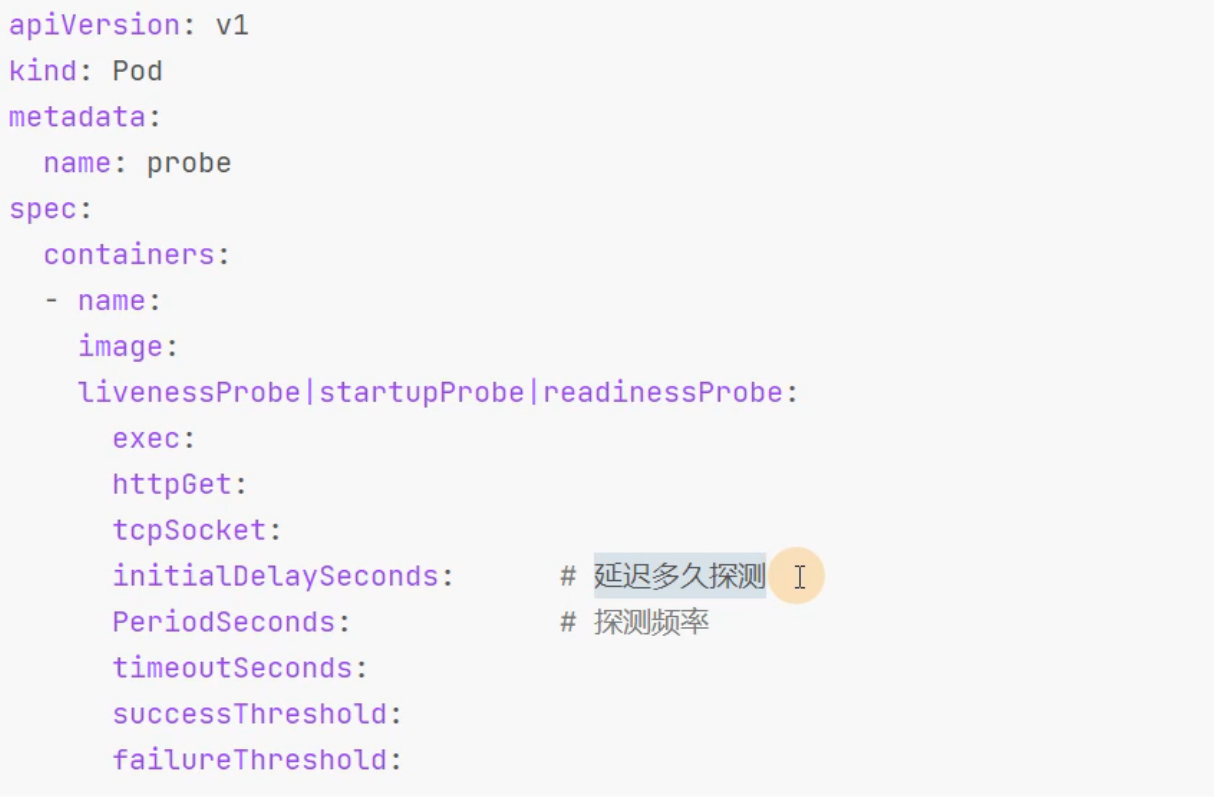 apiVersion: v1
kind: Pod
metadata:
  name: probe
spec:
  containers:
  - name:
    image:
    livenessProbe|startupProbe|readinessProbe:
      exec:
      httpGet:
      tcpSocket:
      initialDelaySeconds:      # 延迟多久探测
      PeriodSeconds:            # 探测频率
      timeoutSeconds:
      successThreshold:
      failureThreshold: